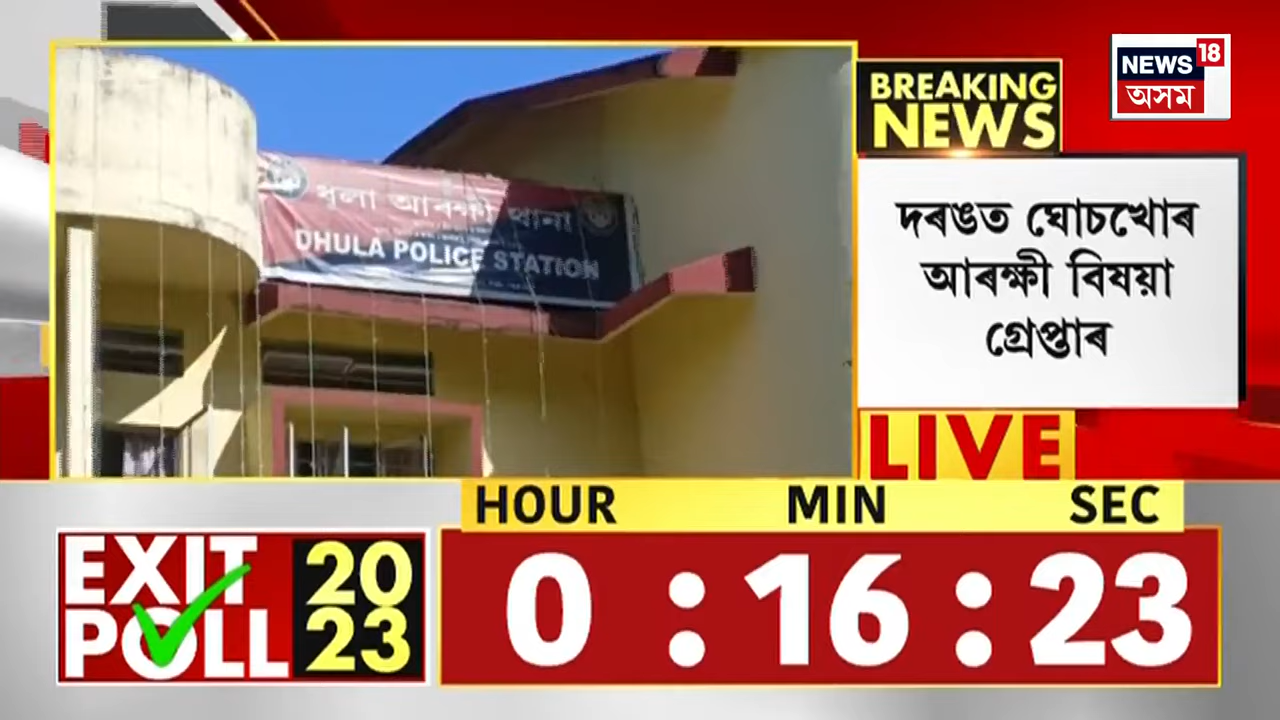 ধুলা আৰক্ষী থানা
DHULA POLICE STATION
BREAKING
NEWS
NEWS 18
অসম
দৰঙত ঘোচখোৰ
আৰক্ষী বিষয়া
গ্ৰেপ্তাৰ
LIVE
HOUR MIN SEC
EXIT
POLL
20
23
0 : 16 : 23